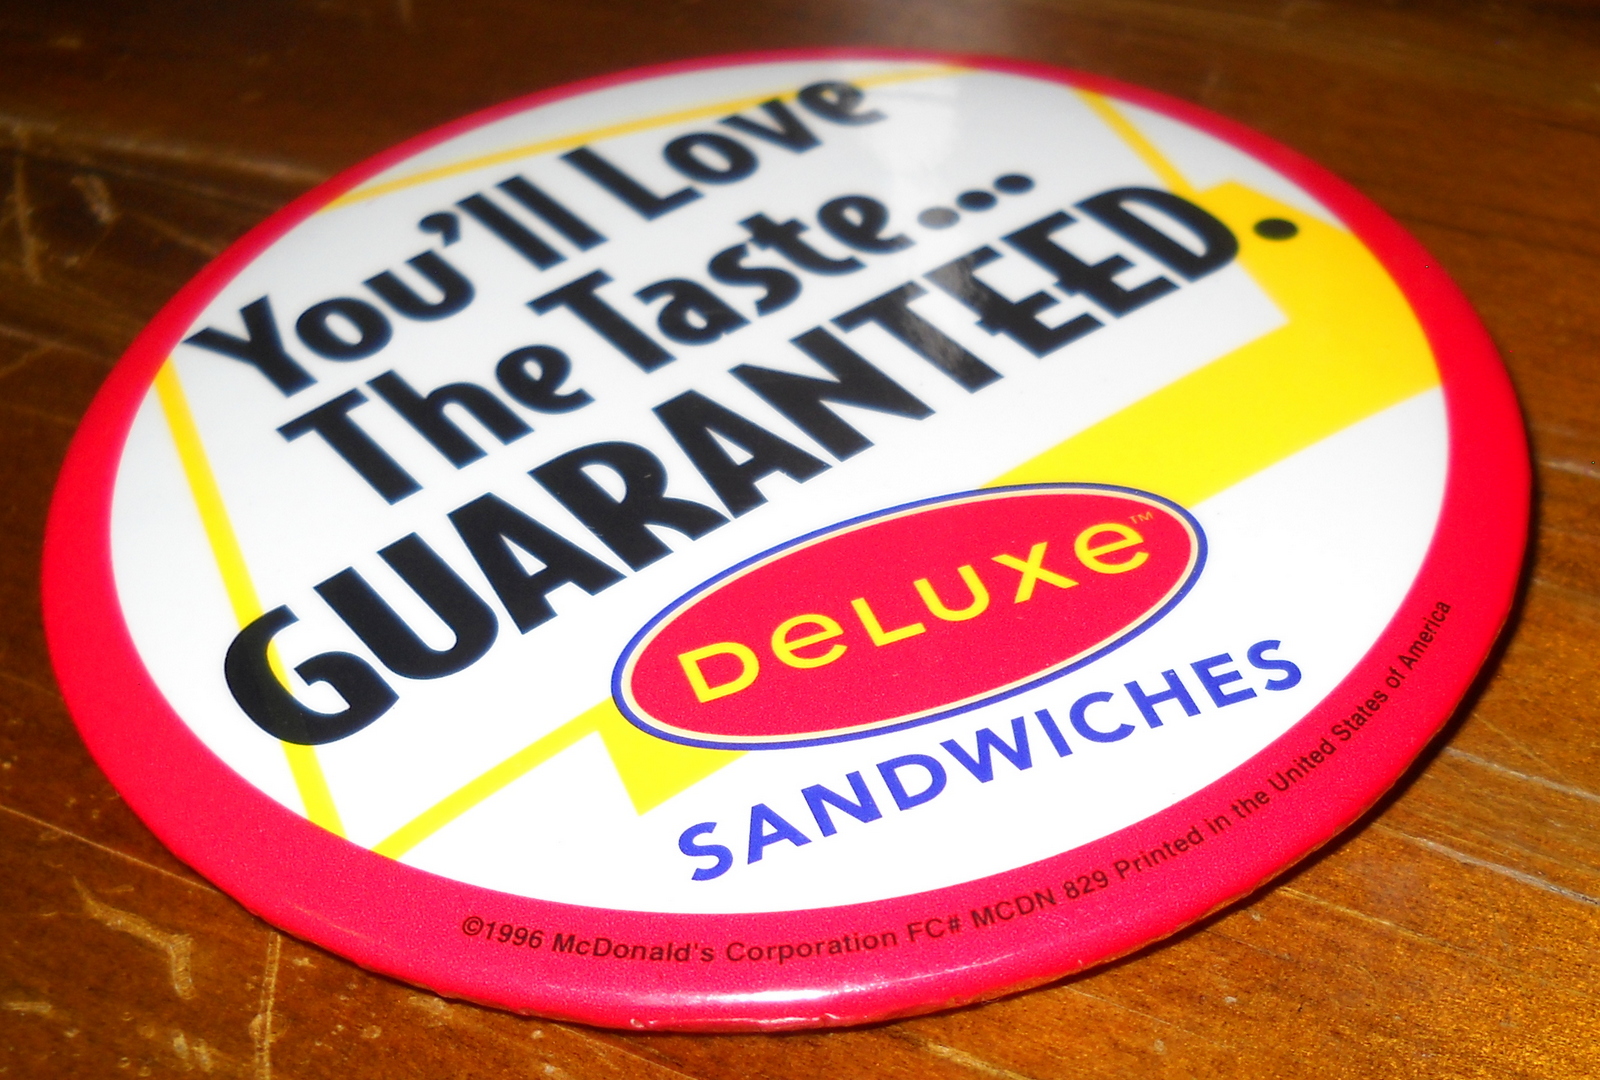 You'll Love
The Taste...
GUARANTEED.
DeLUXe™
SANDWICHES
©1996 McDonald's Corporation FC# MCDN 829 Printed in the United States of America